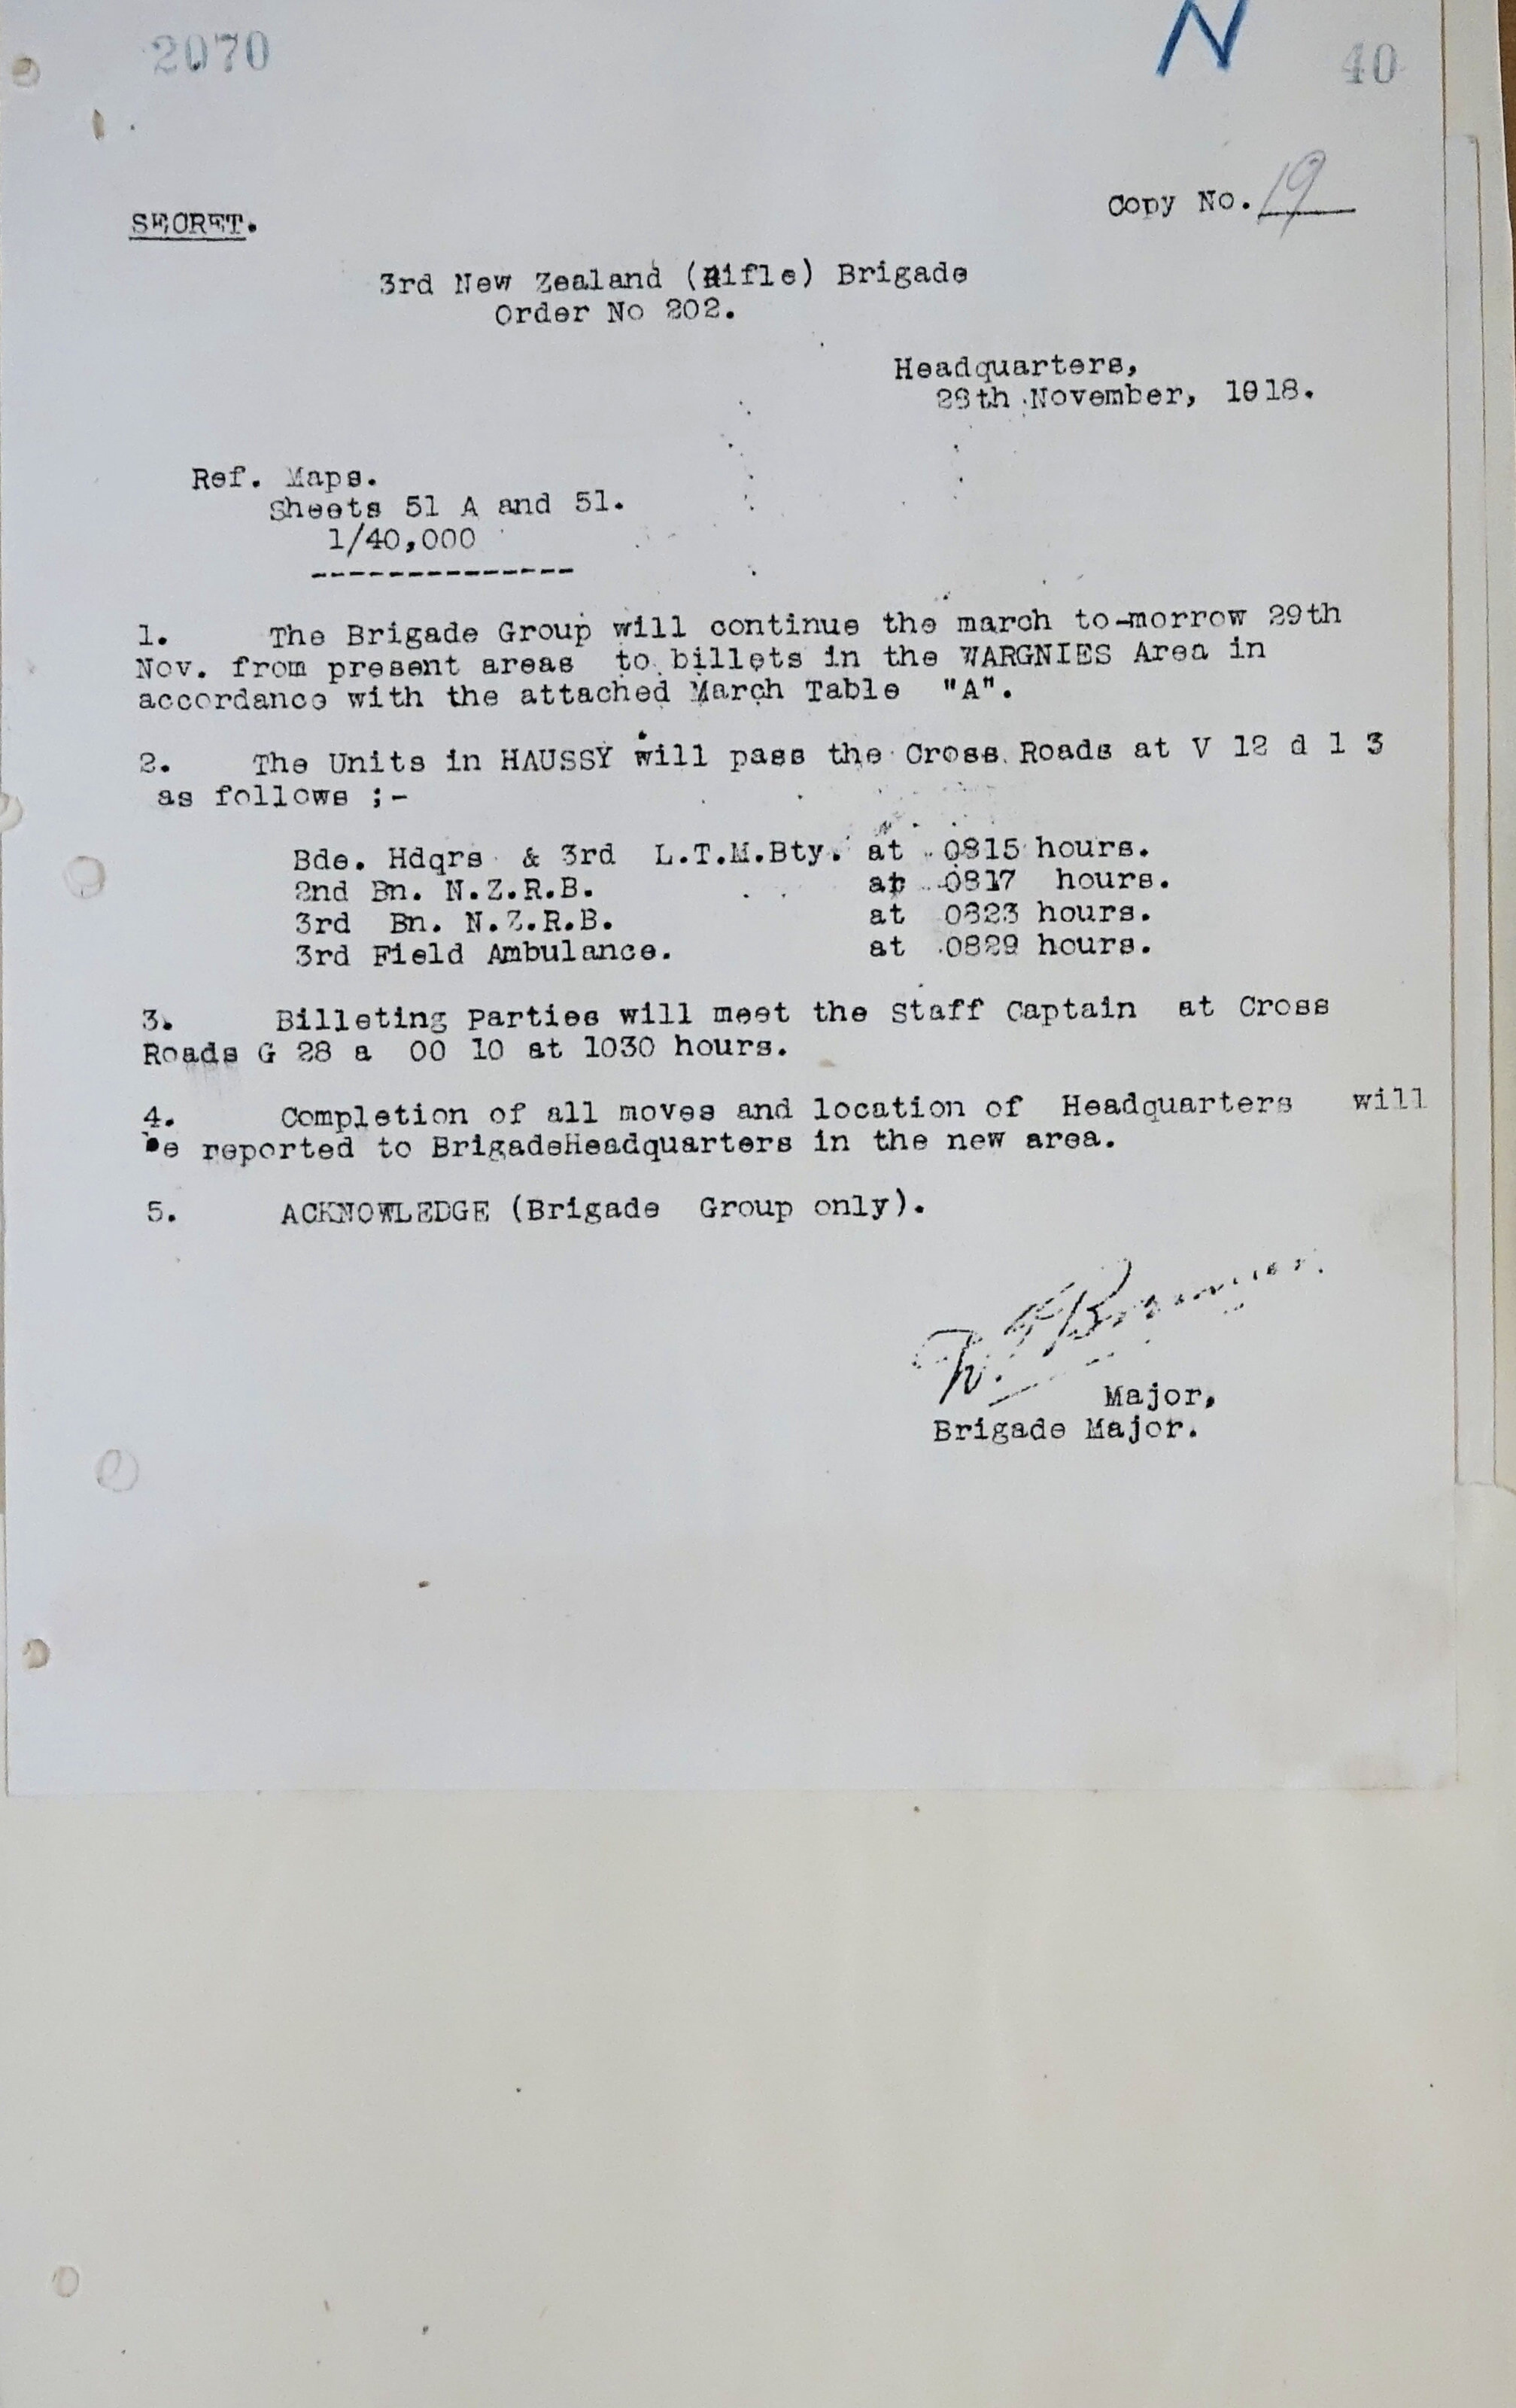 2070
N
40
Copy No. 19
SECRET.
3rd New Zealand (Rifle) Brigade
Order No 202.
Headquarters,
28th November, 1918.
Ref. Maps.
Sheets 51 A and 51.
1/40,000
--------------
1. The Brigade Group will continue the march to-morrow 29th
Nov. from present areas to billets in the WARGNIES Area in
accordance with the attached March Table "A".
2. The Units in HAUSSY will pass the Cross Roads at V 12 d 1 3
as follows ;-
Bde. Hdqrs & 3rd L.T.M.Bty. at 0815 hours.
2nd Bn. N.Z.R.B. at 0817 hours.
3rd Bn. N.Z.R.B. at 0823 hours.
3rd Field Ambulance. at 0829 hours.
3. Billeting Parties will meet the Staff Captain at Cross
Roads G 28 a 00 10 at 1030 hours.
4. Completion of all moves and location of Headquarters will
be reported to BrigadeHeadquarters in the new area.
5. ACKNOWLEDGE (Brigade Group only).
Major,
Brigade Major.